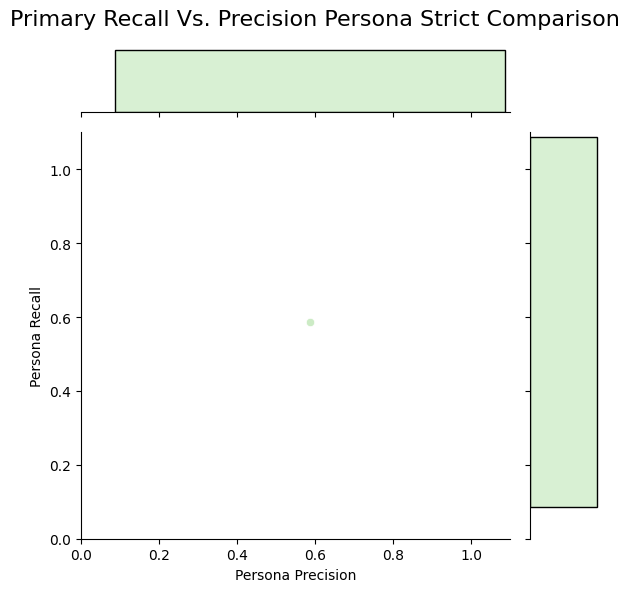 Primary Recall Vs. Precision Persona Strict Comparison
1.0
0.8
0.6
0.4
0.2
0.0
Persona Recall
0.0 0.2 0.4 0.6 0.8 1.0
Persona Precision